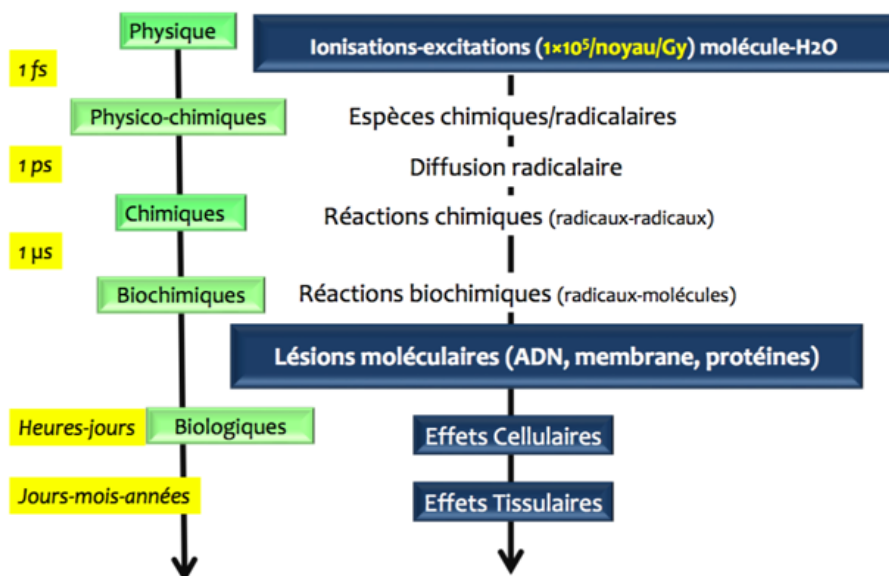 Physique
Ionisations-excitations (1×10⁵/noyau/Gy) molécule-H2O
1 fs
Physico-chimiques
Espèces chimiques/radicalaires
1 ps
Diffusion radicalaire
Chimiques
Réactions chimiques (radicaux-radicaux)
1 µs
Biochimiques
Réactions biochimiques (radicaux-molécules)
Lésions moléculaires (ADN, membrane, protéines)
Heures-jours
Biologiques
Effets Cellulaires
Jours-mois-années
Effets Tissulaires